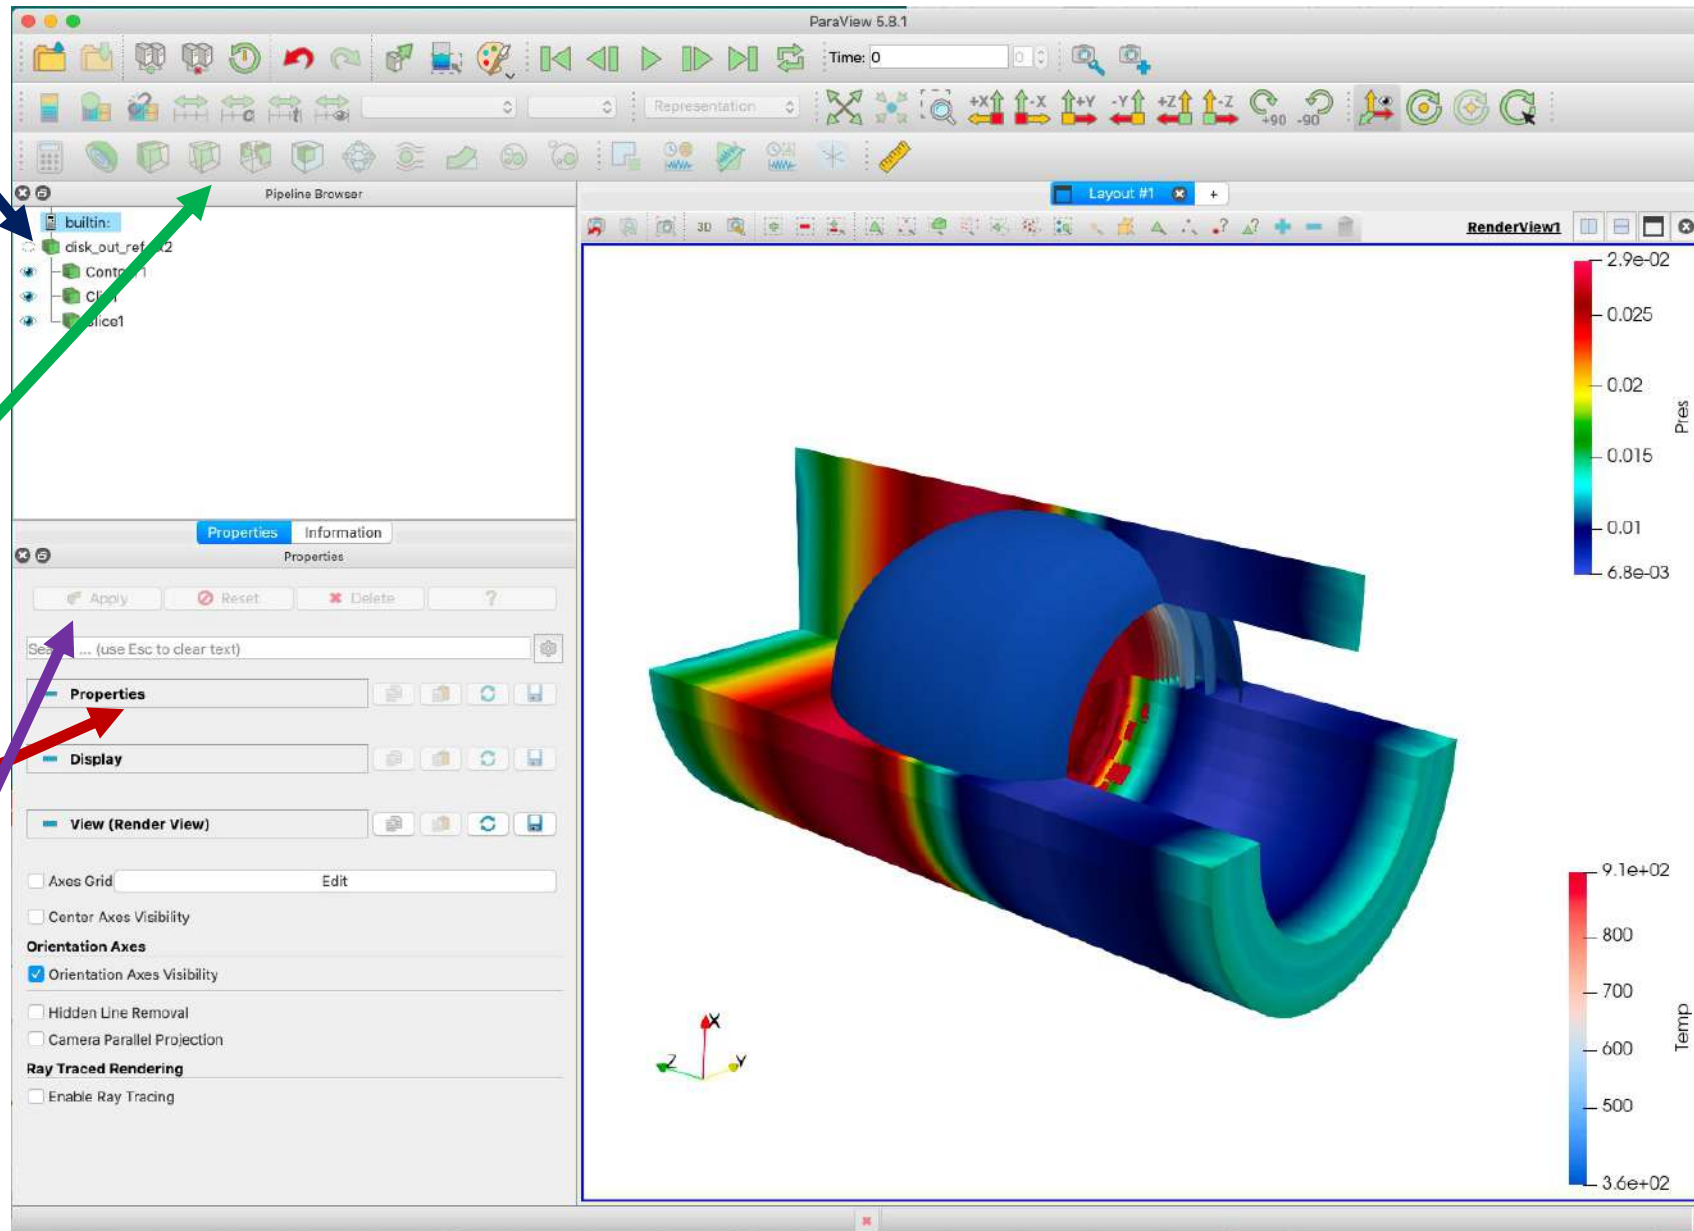 ParaView 5.8.1
Time: 0
0
Representation
+X
-X
+Y
-Y
+Z
-Z
+90
-90
Pipeline Browser
Layout #1
+
builtin:
3D
RenderView1
Slice1
Properties
Information
Properties
Apply
Reset
Delete
?
... (use Esc to clear text)
Properties
Display
View (Render View)
Axes Grid
Edit
Center Axes Visibility
Orientation Axes
Orientation Axes Visibility
Hidden Line Removal
Camera Parallel Projection
Ray Traced Rendering
Enable Ray Tracing
2.9e-02
0.025
0.02
0.015
0.01
6.8e-03
Pres
9.1e+02
800
700
600
500
3.6e+02
Temp
X
Z
Y